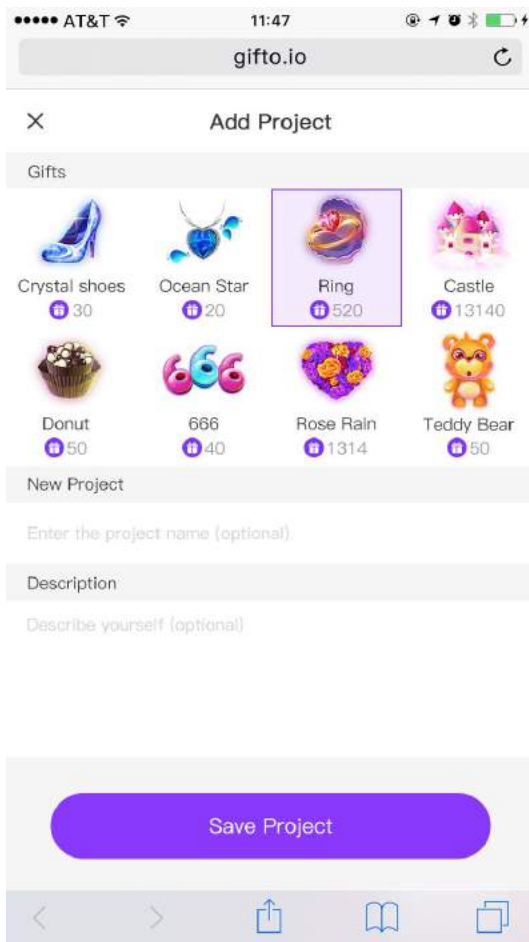 AT&T 11:47
gifto.io
Add Project
Gifts
Crystal shoes Ocean Star Ring Castle
30 20 520 13140
666
Donut 666 Rose Rain Teddy Bear
50 40 1314 50
New Project
Enter the project name (optional)
Description
Describe yourself (optional)
Save Project